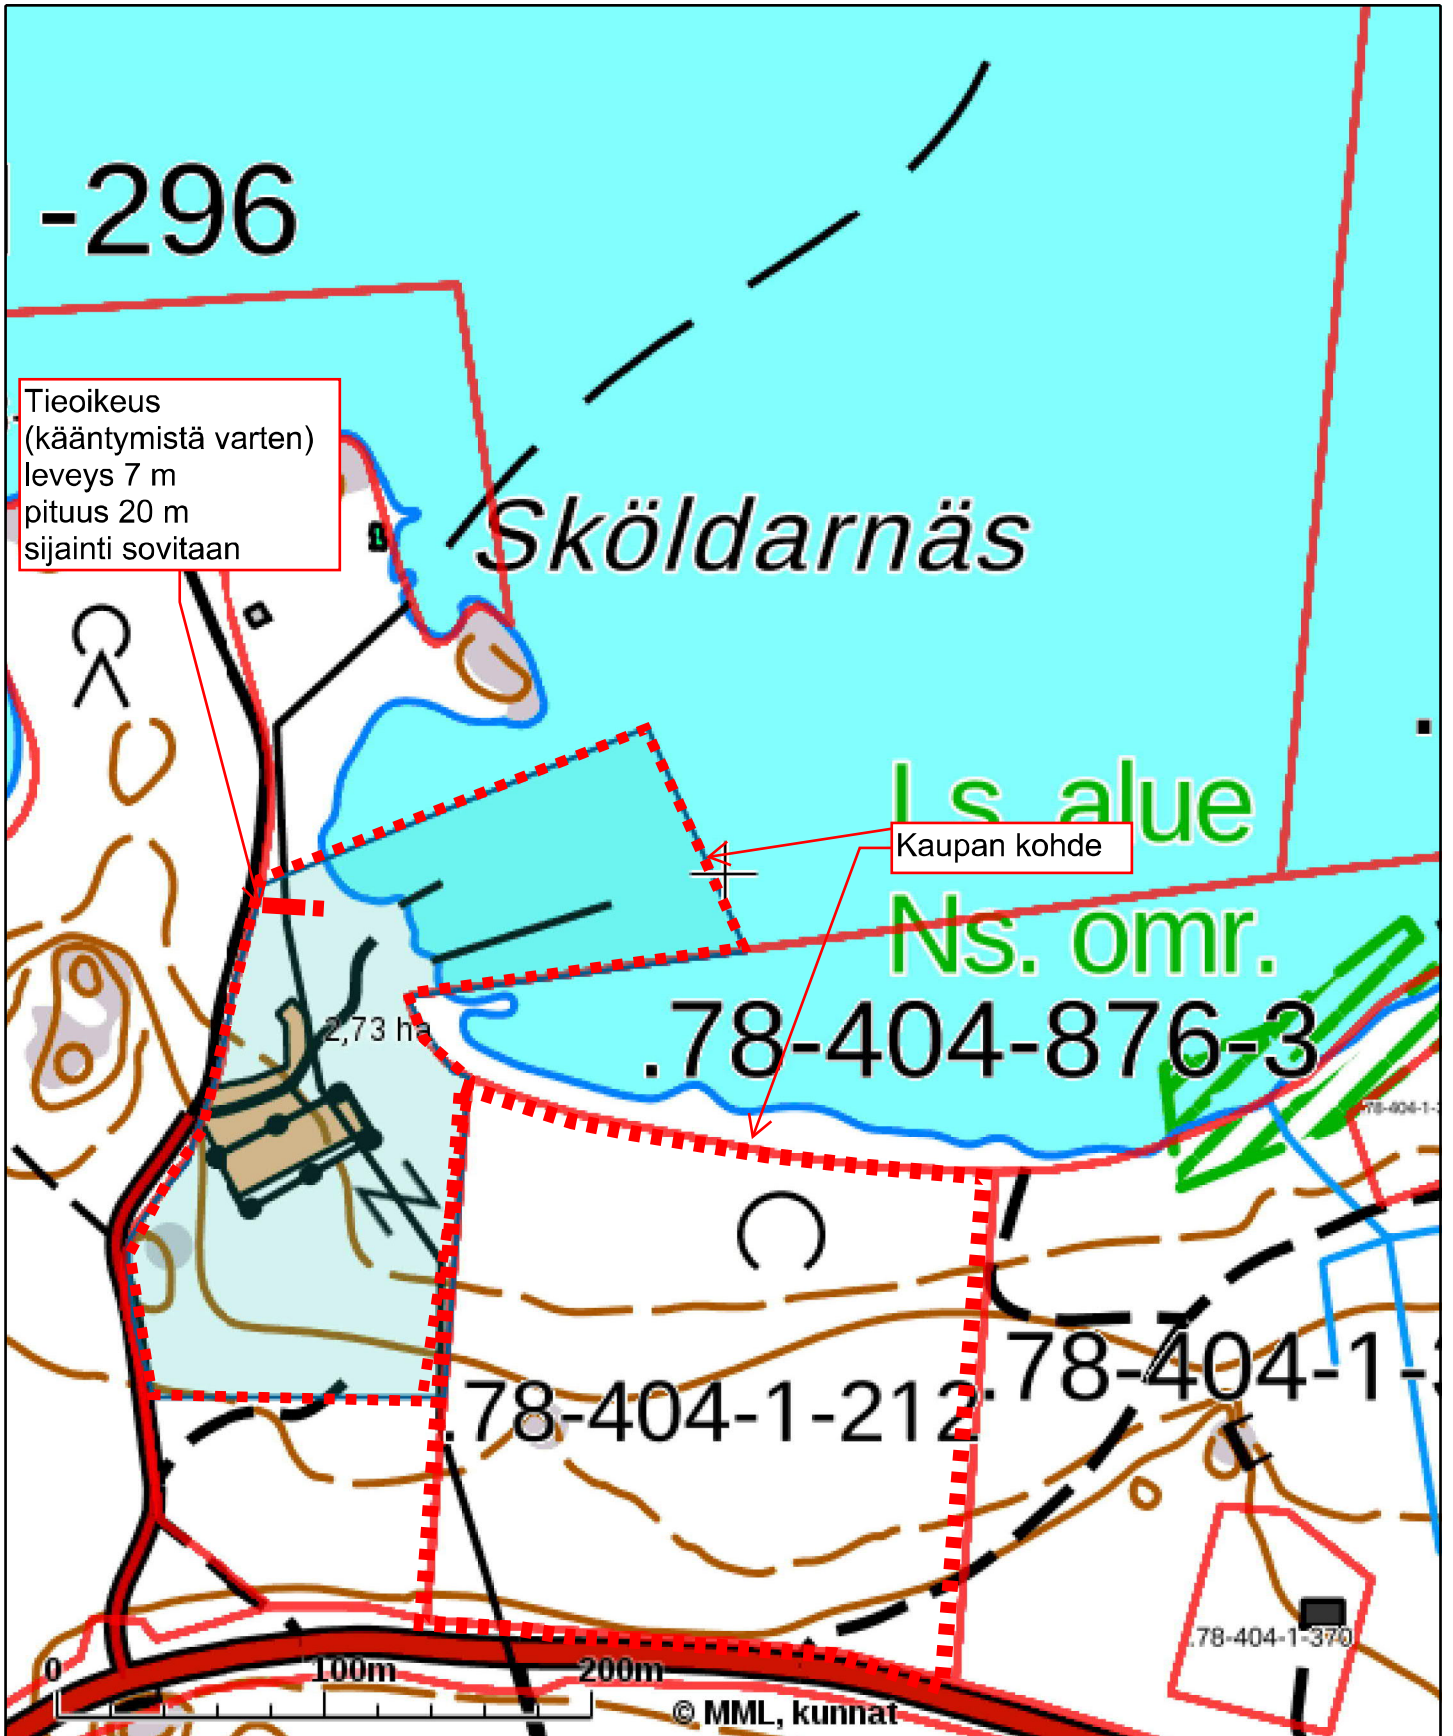 -296
Tieoikeus
(kääntymistä varten)
leveys 7 m
pituus 20 m
sijainti sovitaan
Sköldarnäs
Ls. alue
Kaupan kohde
Ns. omr.
.78-404-876-3
2,73 ha
.78-404-1-
.78-404-1-212
.78-404-1-370
0
100m
200m
© MML, kunnat